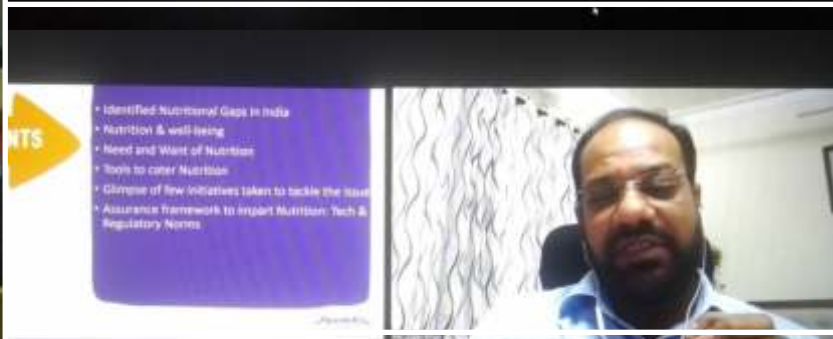 NTS
• Identified Nutritional Gaps in India
• Nutrition & well-being
• Need and Want of Nutrition
• Tools to cater Nutrition
• Glimpse of few initiatives taken to tackle the issue
• Assurance framework to impart Nutrition: Tech &
Regulatory Norms